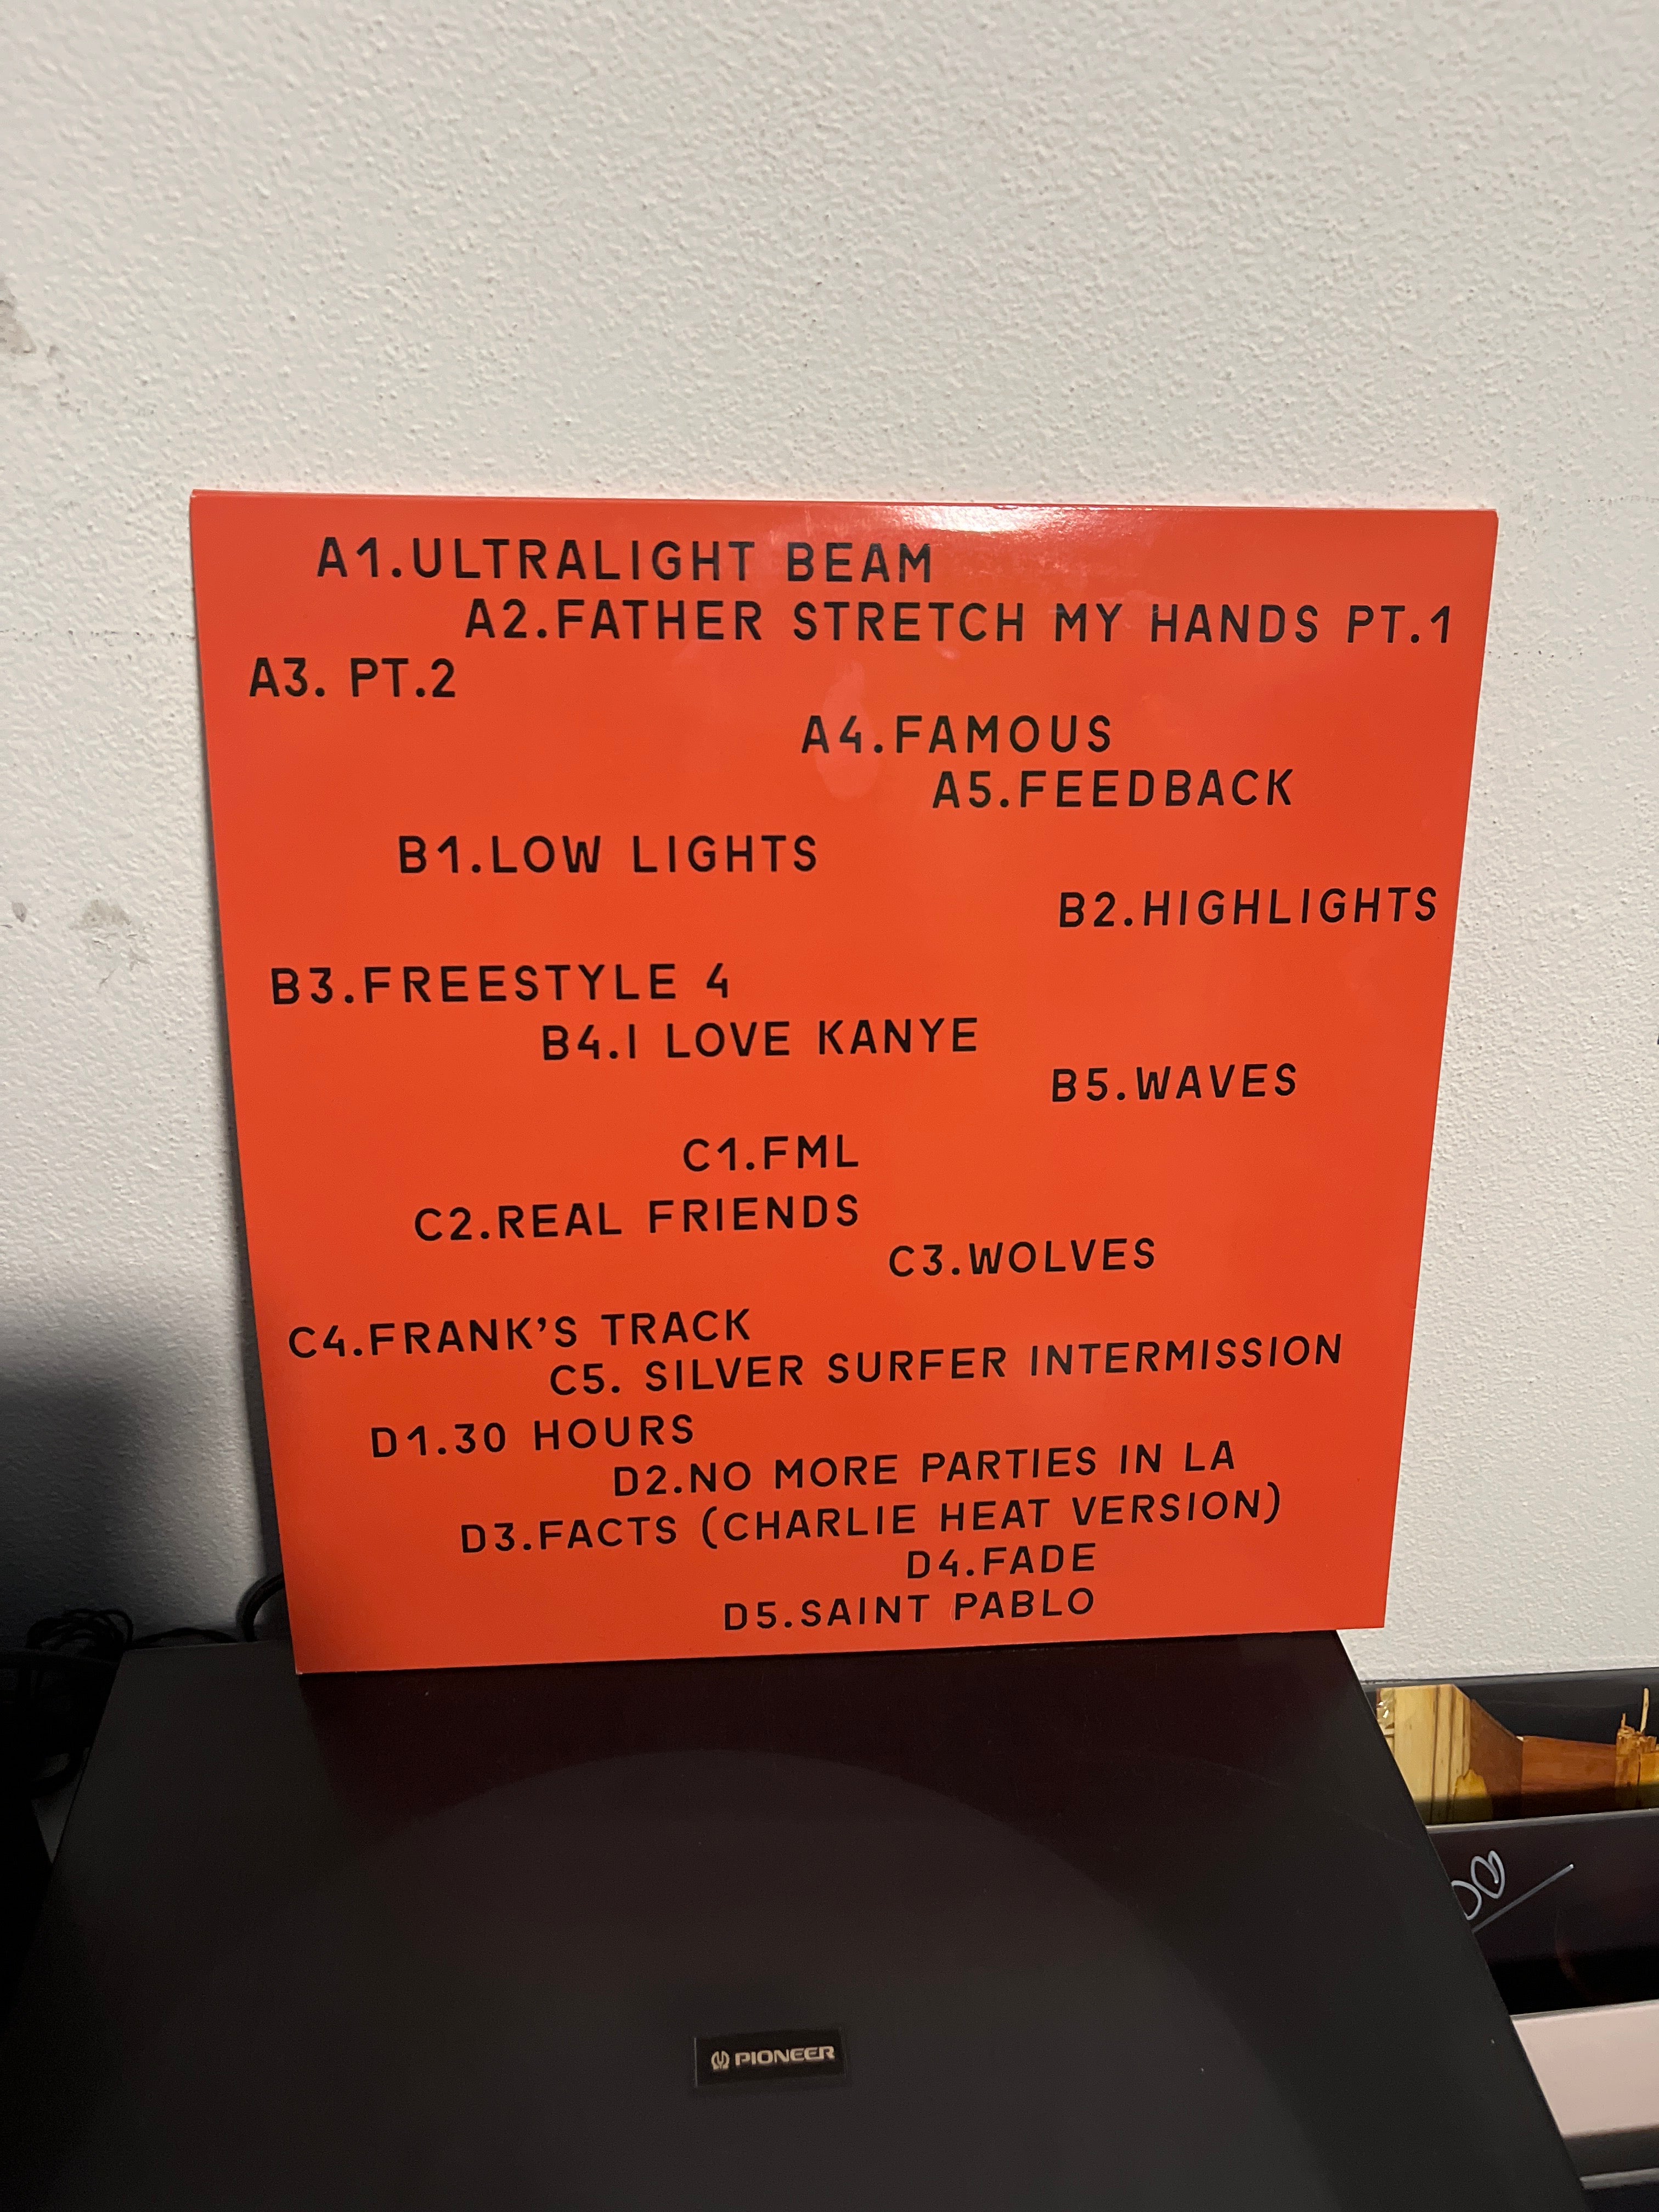 A1.ULTRALIGHT BEAM
A2.FATHER STRETCH MY HANDS PT.1
A3. PT.2
A4.FAMOUS
A5.FEEDBACK
B1.LOW LIGHTS
B2.HIGHLIGHTS
B3.FREESTYLE 4
B4.I LOVE KANYE
B5.WAVES
C1.FML
C2.REAL FRIENDS
C3.WOLVES
C4.FRANK'S TRACK
C5. SILVER SURFER INTERMISSION
D1.30 HOURS
D2.NO MORE PARTIES IN LA
D3.FACTS (CHARLIE HEAT VERSION)
D4.FADE
D5.SAINT PABLO
PIONEER